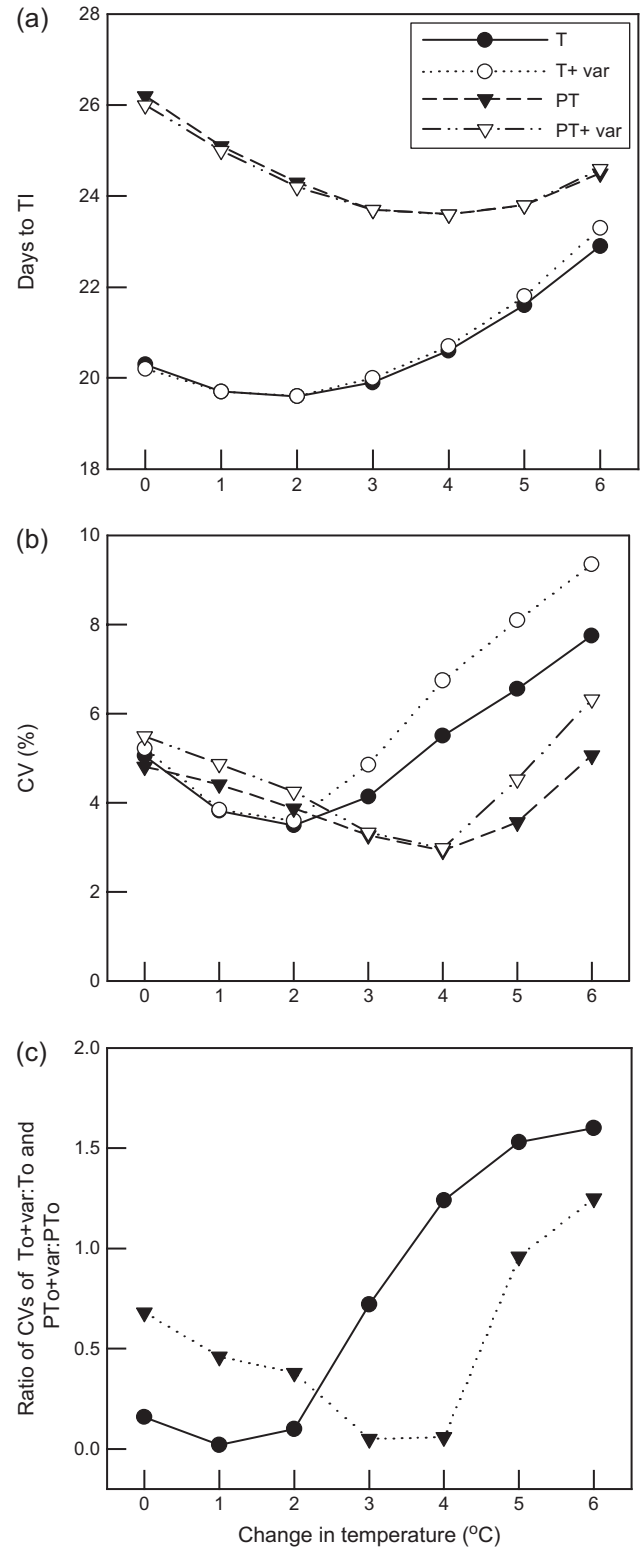 (a)
28
26
24
22
20
18
Days to TI
T
T+ var
PT
PT+ var
0 1 2 3 4 5 6
(b)
10
8
6
4
2
0
CV (%)
0 1 2 3 4 5 6
(c)
2.0
1.5
1.0
0.5
0.0
Ratio of CVs of To+var:To and
PTo+var:PTo
0 1 2 3 4 5 6
Change in temperature (ºC)